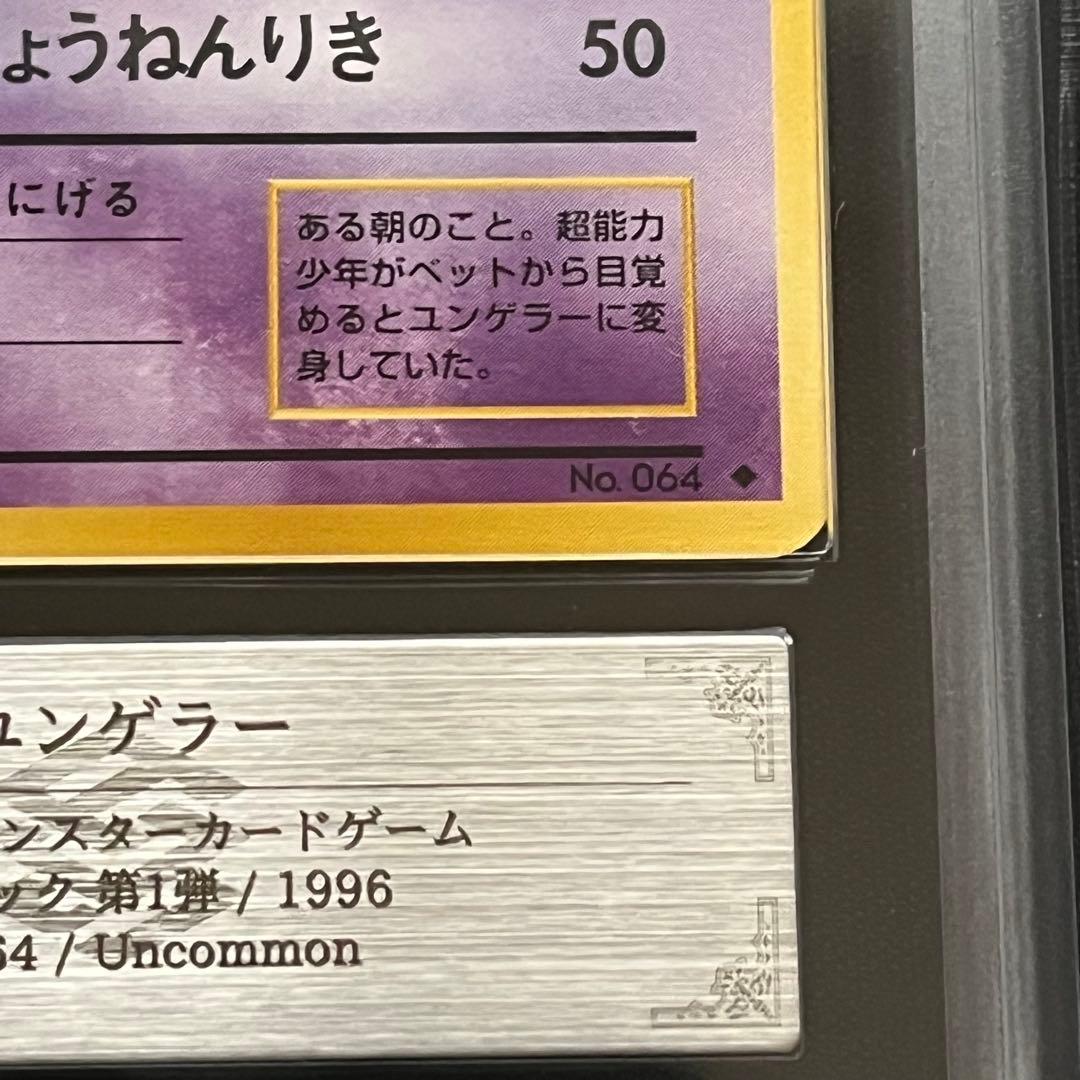 ょうねんりき 50
にげる
ある朝のこと。超能力
少年がベットから目覚
めるとユンゲラーに変
身していた。
No. 064 ◆
ユンゲラー
ンスターカードゲーム
ック 第1弾 / 1996
64 / Uncommon